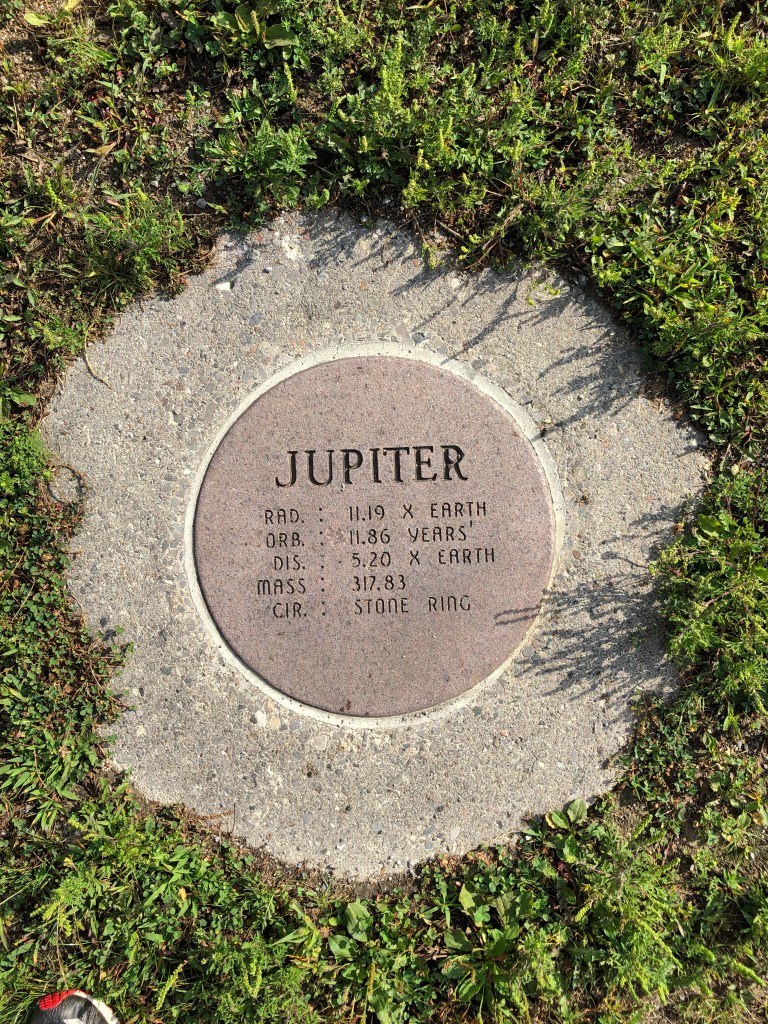 JUPITER
RAD. : 11.19 X EARTH
ORB. : 11.86 YEARS'
DIS. : 5.20 X EARTH
MASS : 317.83
CIR. : STONE RING